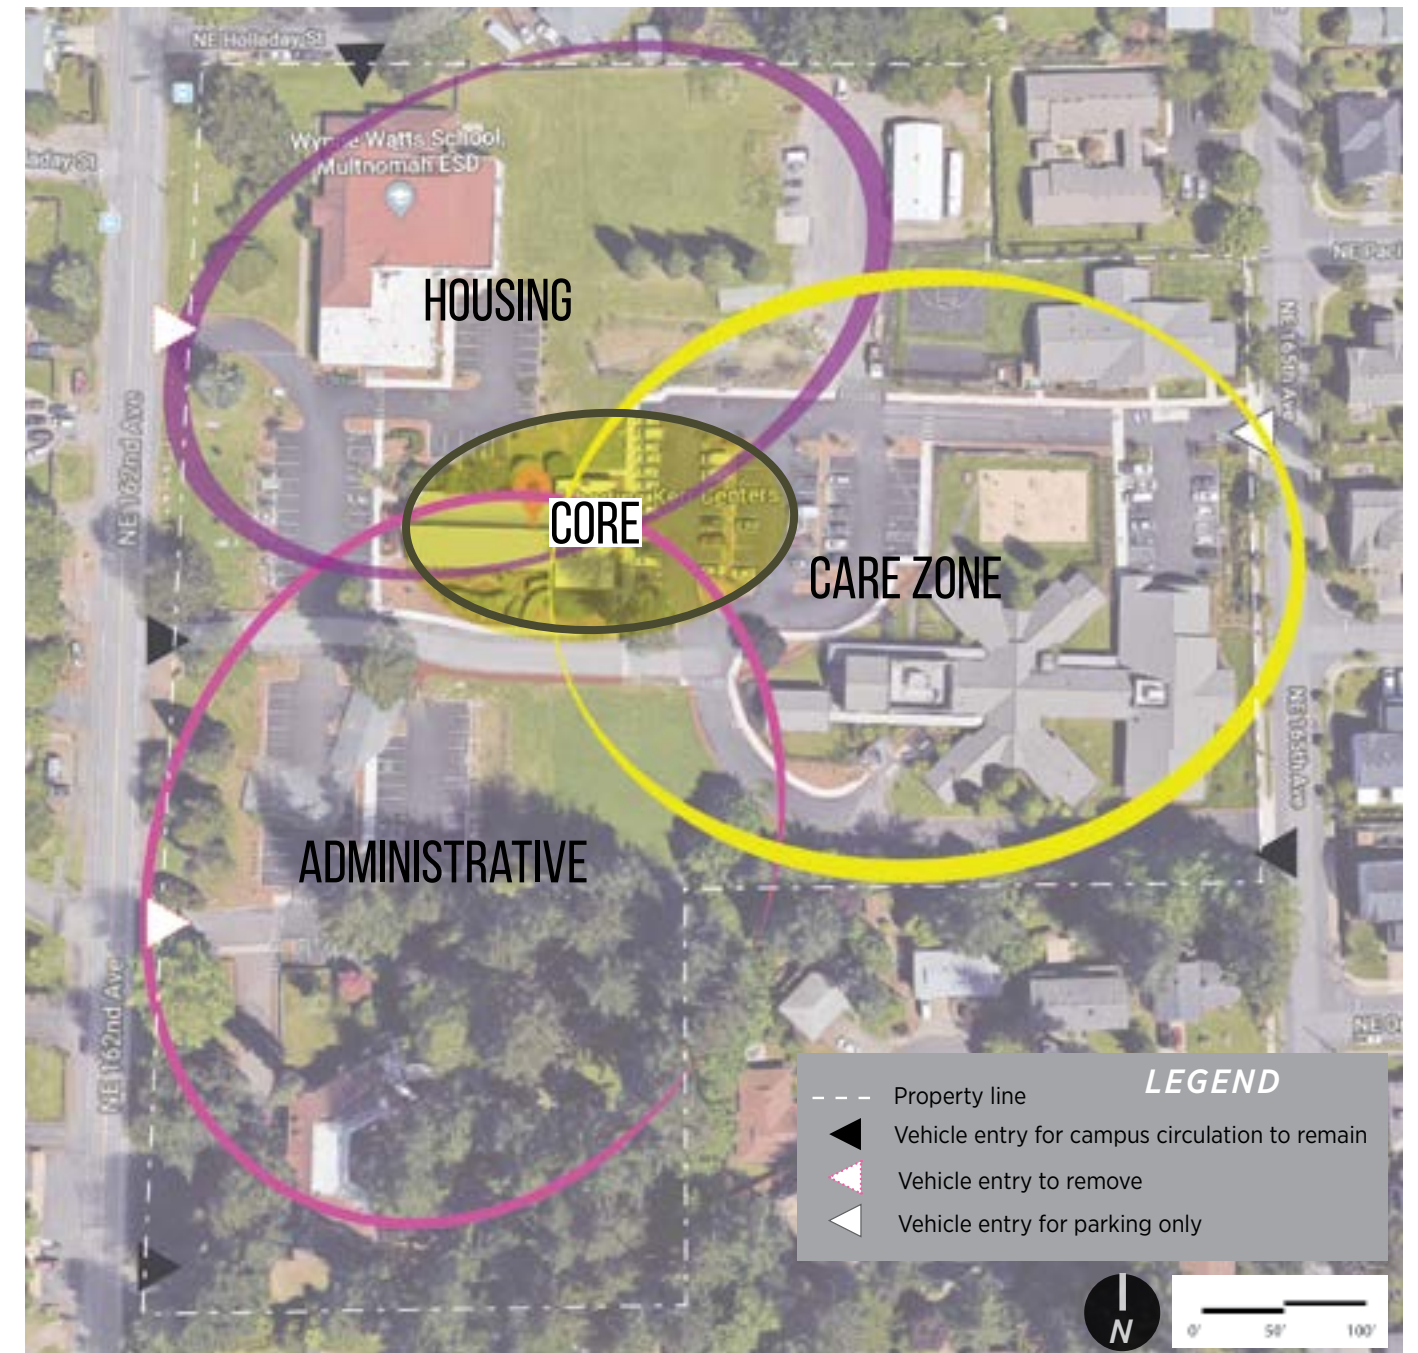 NE Holladay St
Wynne Watts School,
Multnomah ESD
HOUSING
NE 165th Ave
NE 162nd Ave
Kerr Centers
CORE
CARE ZONE
NE 165th Ave
ADMINISTRATIVE
NE 162nd Ave
LEGEND
Property line
Vehicle entry for campus circulation to remain
Vehicle entry to remove
Vehicle entry for parking only
N
0' 50' 100'